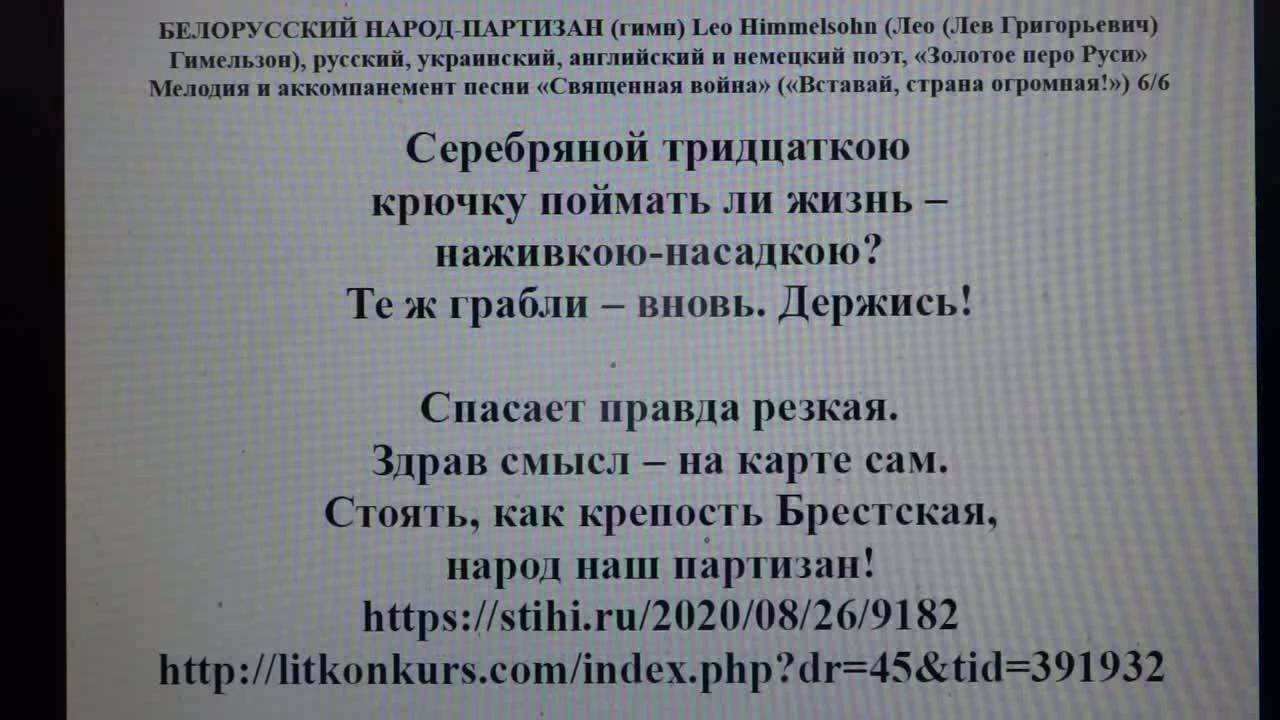 БЕЛОРУССКИЙ НАРОД-ПАРТИЗАН (гимн) Leo Himmelsohn (Лео (Лев Григорьевич)
Гимельзон), русский, украинский, английский и немецкий поэт, «Золотое перо Руси»
Мелодия и аккомпанемент песни «Священная война» («Вставай, страна огромная!») 6/6
Серебряной тридцаткою
крючку поймать ли жизнь –
наживкою-насадкою?
Те ж грабли – вновь. Держись!
Спасает правда резкая.
Здрав смысл – на карте сам.
Стоять, как крепость Брестская,
народ наш партизан!
https://stihi.ru/2020/08/26/9182
http://litkonkurs.com/index.php?dr=45&tid=391932